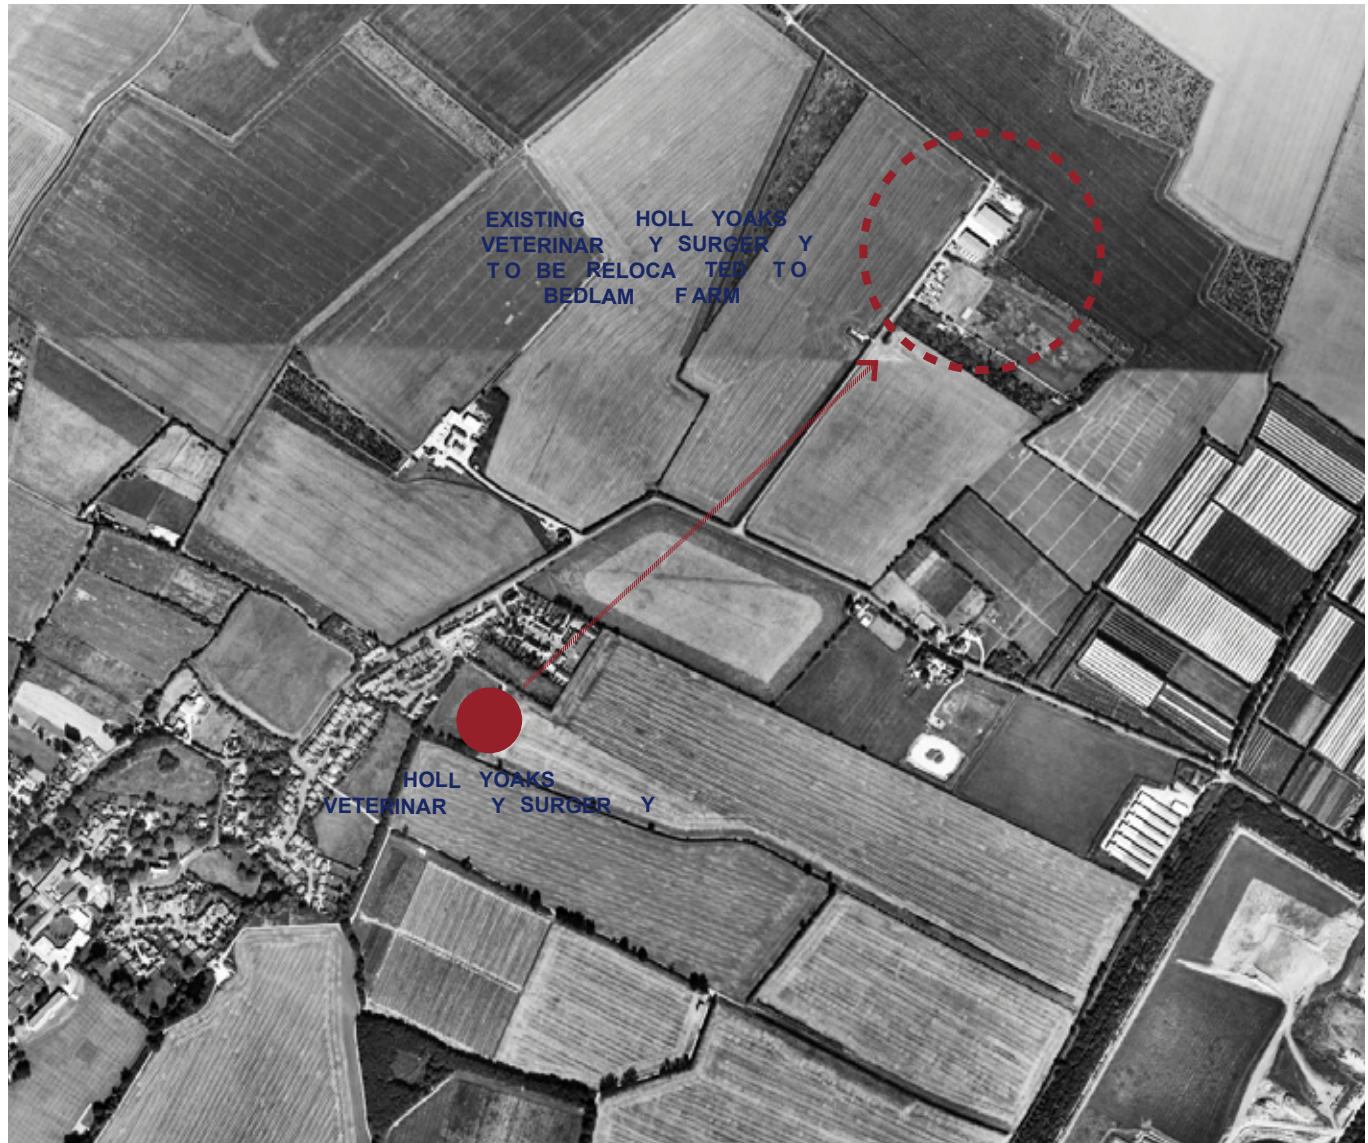 EXISTING HOLL YOAKS
VETERINAR Y SURGER Y
TO BE RELOCA TED TO
BEDLAM FARM
HOLL YOAKS
VETERINAR Y SURGER Y